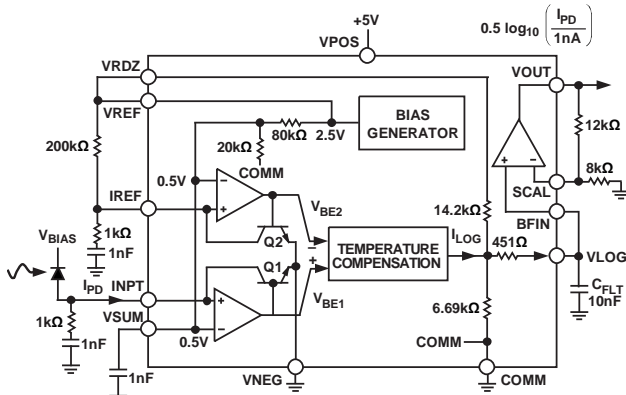 +5V
0.5 log10 (IPD / 1nA)
VPOS
VRDZ
VOUT
VREF
BIAS
GENERATOR
80kΩ
2.5V
20kΩ
COMM
200kΩ
12kΩ
8kΩ
0.5V
SCAL
IREF
BFIN
VBE2
14.2kΩ
1kΩ
1nF
Q2
VBIAS
TEMPERATURE
COMPENSATION
ILOG
451Ω
VLOG
Q1
IPD
INPT
VBE1
CFLT
10nF
1kΩ
VSUM
0.5V
6.69kΩ
1nF
COMM
1nF
VNEG
COMM